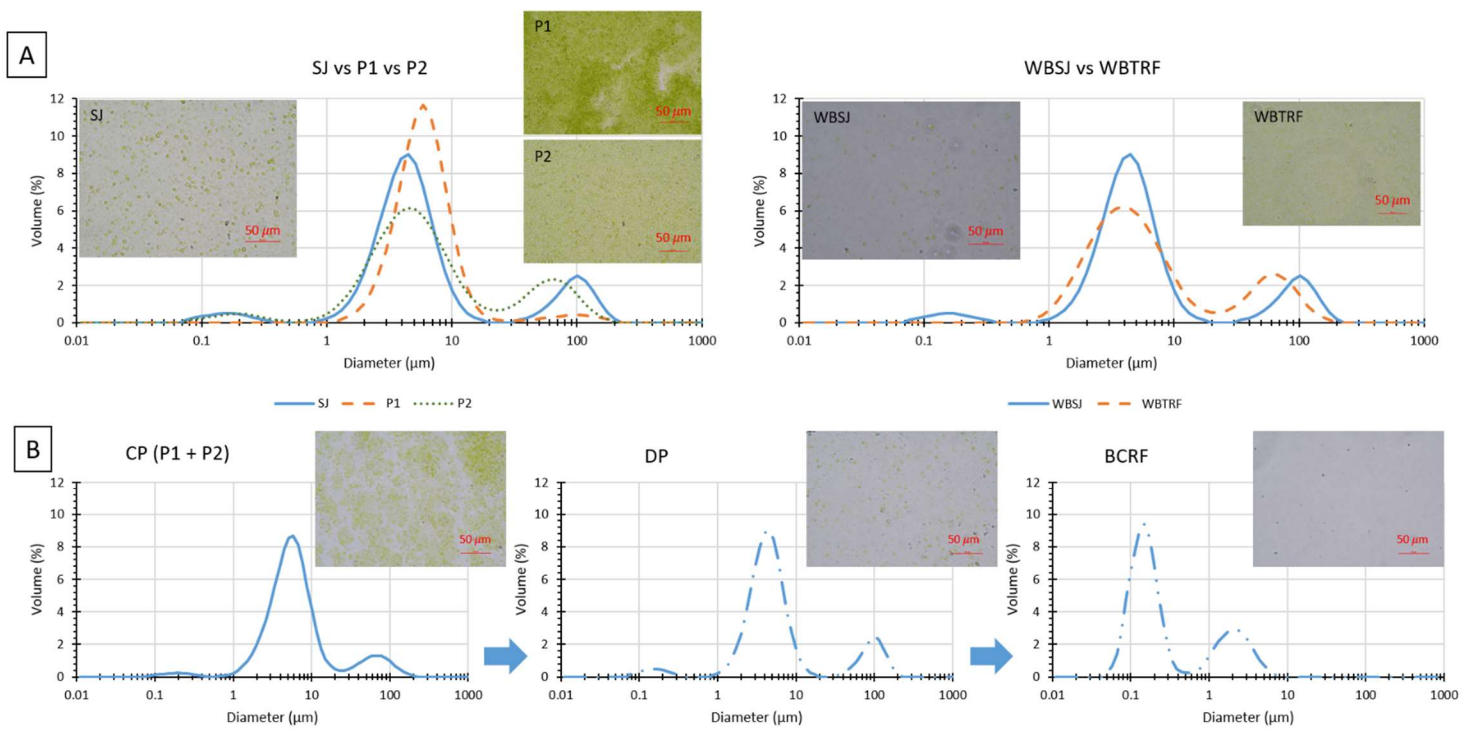 A
SJ vs P1 vs P2
SJ
50 μm
P1
50 μm
P2
50 μm
Volume (%)
12
10
8
6
4
2
0
0.01 0.1 1 10 100 1000
Diameter (μm)
SJ P1 P2
WBSJ vs WBTRF
WBSJ
50 μm
WBTRF
50 μm
Volume (%)
12
10
8
6
4
2
0
0.01 0.1 1 10 100 1000
Diameter (μm)
WBSJ WBTRF
B
CP (P1 + P2)
50 μm
Volume (%)
12
10
8
6
4
2
0
0.01 0.1 1 10 100 1000
Diameter (μm)
DP
50 μm
Volume (%)
12
10
8
6
4
2
0
0.01 0.1 1 10 100 1000
Diameter (μm)
BCRF
50 μm
Volume (%)
12
10
8
6
4
2
0
0.01 0.1 1 10 100 1000
Diameter (μm)